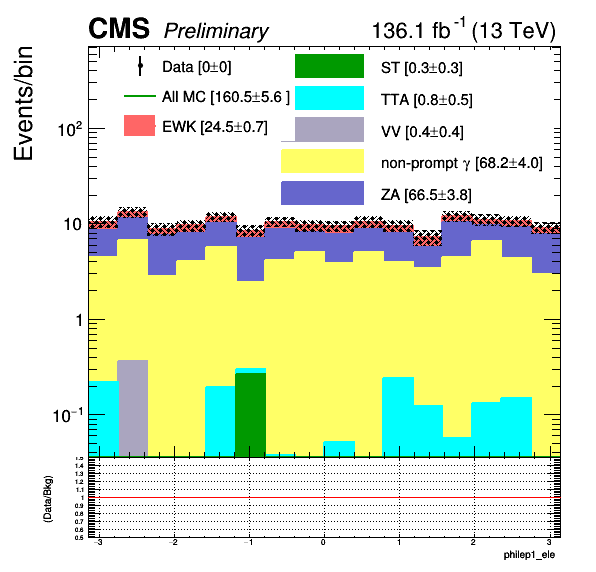 CMS Preliminary 136.1 fb⁻¹ (13 TeV)
Events/bin
Data [0±0]
All MC [160.5±5.6 ]
EWK [24.5±0.7]
ST [0.3±0.3]
TTA [0.8±0.5]
VV [0.4±0.4]
non-prompt γ [68.2±4.0]
ZA [66.5±3.8]
10²
10
1
10⁻¹
(Data/Bkg)
1.5
1.4
1.3
1.2
1.1
1
0.9
0.8
0.7
0.6
0.5
−3 −2 −1 0 1 2 3
philep1_ele